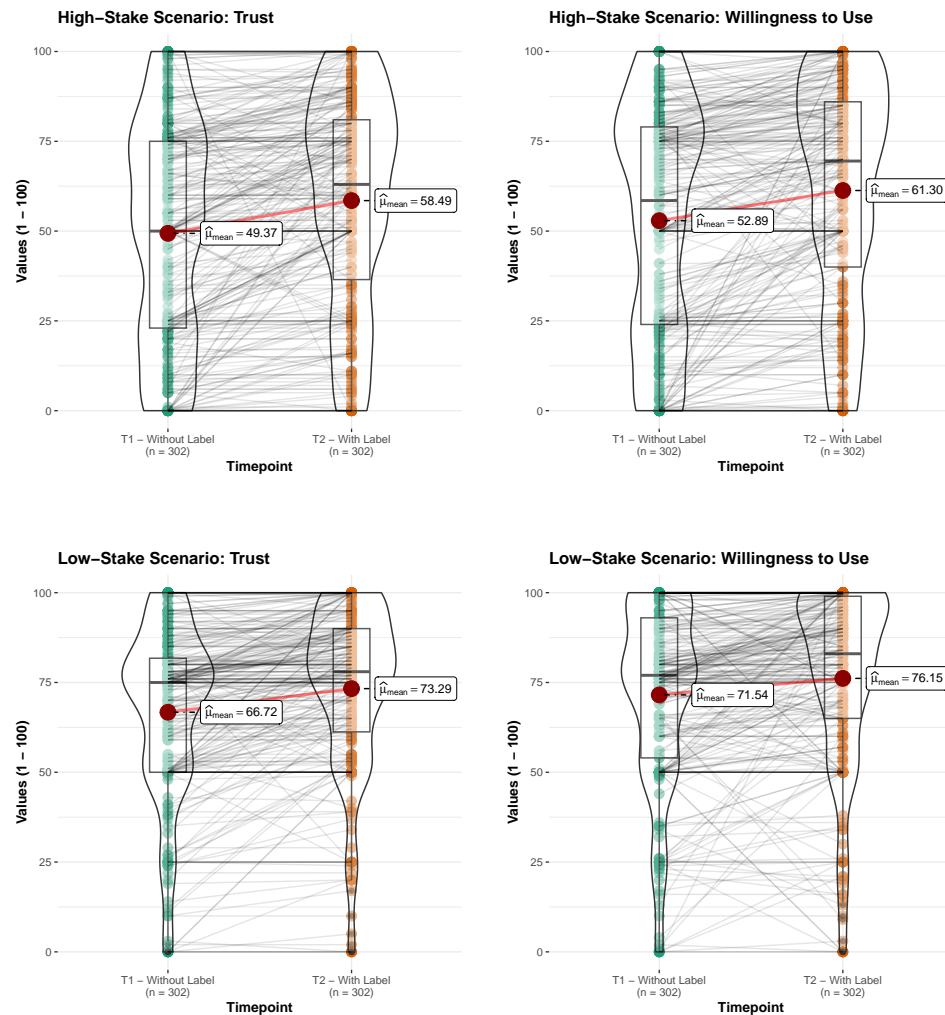 High−Stake Scenario: Trust
100
75
50
25
0
Values (1 − 100)
μ̂mean = 49.37
μ̂mean = 58.49
T1 − Without Label
(n = 302)
T2 − With Label
(n = 302)
Timepoint
High−Stake Scenario: Willingness to Use
100
75
50
25
0
Values (1 − 100)
μ̂mean = 52.89
μ̂mean = 61.30
T1 − Without Label
(n = 302)
T2 − With Label
(n = 302)
Timepoint
Low−Stake Scenario: Trust
100
75
50
25
0
Values (1 − 100)
μ̂mean = 66.72
μ̂mean = 73.29
T1 − Without Label
(n = 302)
T2 − With Label
(n = 302)
Timepoint
Low−Stake Scenario: Willingness to Use
100
75
50
25
0
Values (1 − 100)
μ̂mean = 71.54
μ̂mean = 76.15
T1 − Without Label
(n = 302)
T2 − With Label
(n = 302)
Timepoint